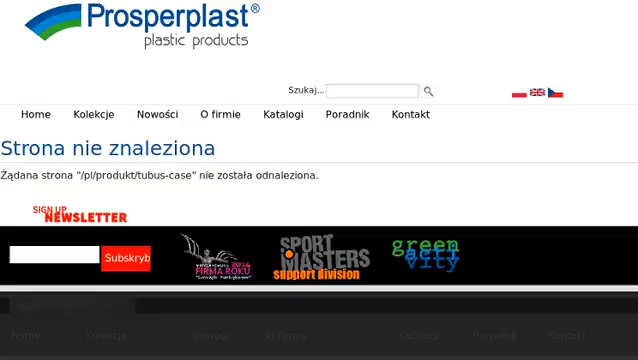 Prosperplast®
plastic products
Szukaj...
Home Kolekcje Nowości O firmie Katalogi Poradnik Kontakt
Strona nie znaleziona
Żądana strona "/pl/produkt/tubus-case" nie została odnaleziona.
SIGN UP
NEWSLETTER
Subskryb
FIRMA ROKU 2014
SPORT
MASTERS
support division
green
acti
vity
Home Kolekcje Nowości O firmie Katalogi Poradnik Kontakt